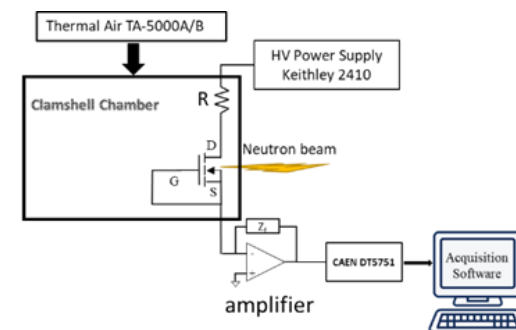 Thermal Air TA-5000A/B
HV Power Supply
Keithley 2410
R
Clamshell Chamber
D
Neutron beam
G
S
Zf
-
+
CAEN DT5751
Acquisition
Software
amplifier